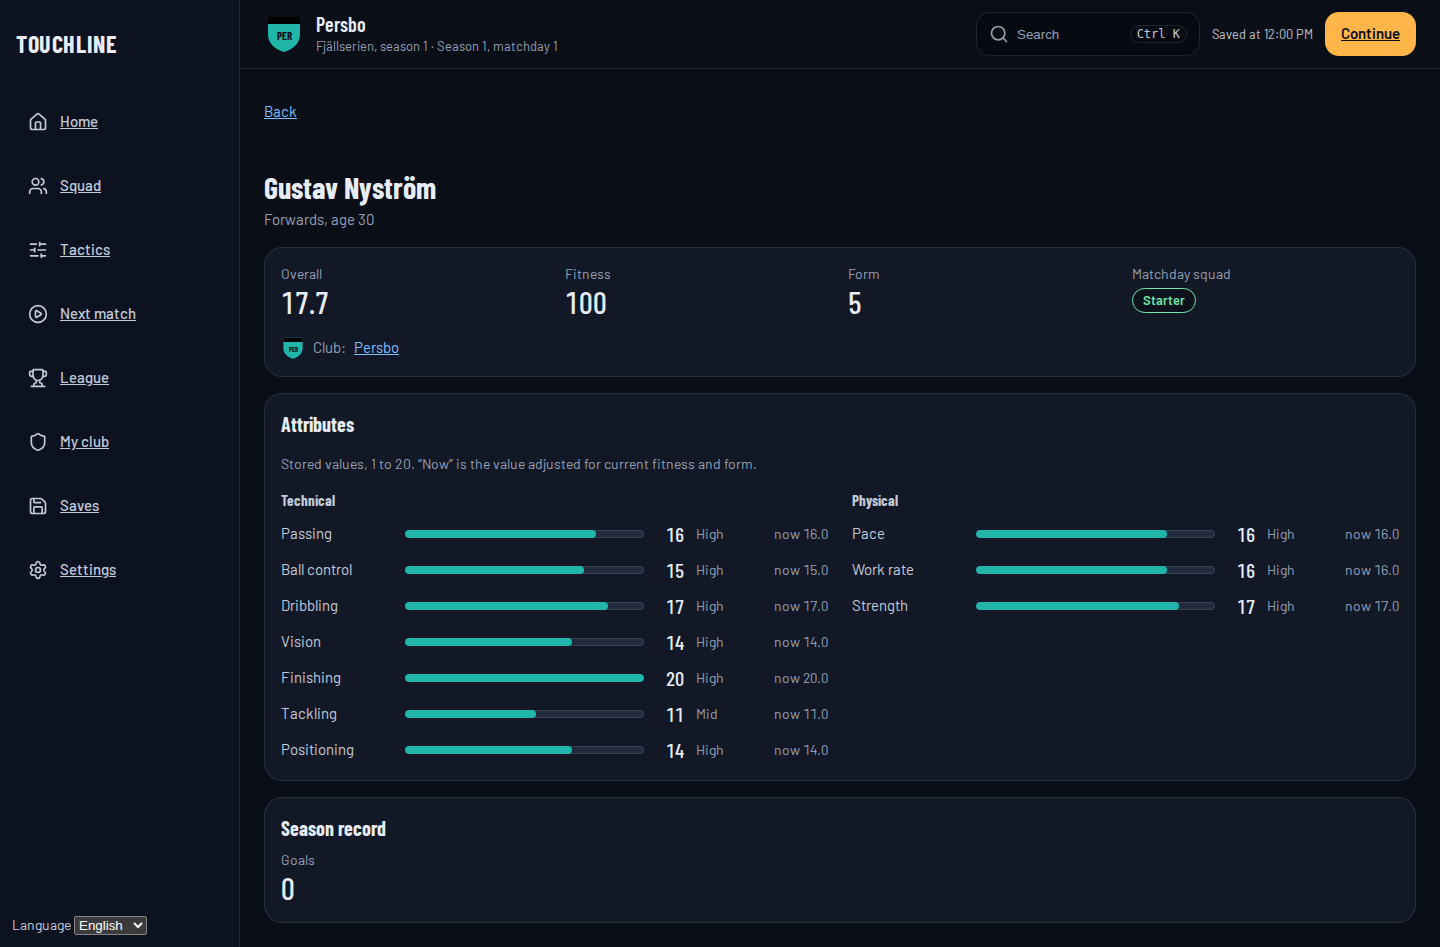 TOUCHLINE
Home
Squad
Tactics
Next match
League
My club
Saves
Settings
Language English
PER
Persbo
Fjällserien, season 1 · Season 1, matchday 1
Search Ctrl K
Saved at 12:00 PM
Continue
Back
Gustav Nyström
Forwards, age 30
Overall Fitness Form Matchday squad
17.7 100 5 Starter
PER Club: Persbo
Attributes
Stored values, 1 to 20. “Now” is the value adjusted for current fitness and form.
Technical
Passing 16 High now 16.0
Ball control 15 High now 15.0
Dribbling 17 High now 17.0
Vision 14 High now 14.0
Finishing 20 High now 20.0
Tackling 11 Mid now 11.0
Positioning 14 High now 14.0
Physical
Pace 16 High now 16.0
Work rate 16 High now 16.0
Strength 17 High now 17.0
Season record
Goals
0